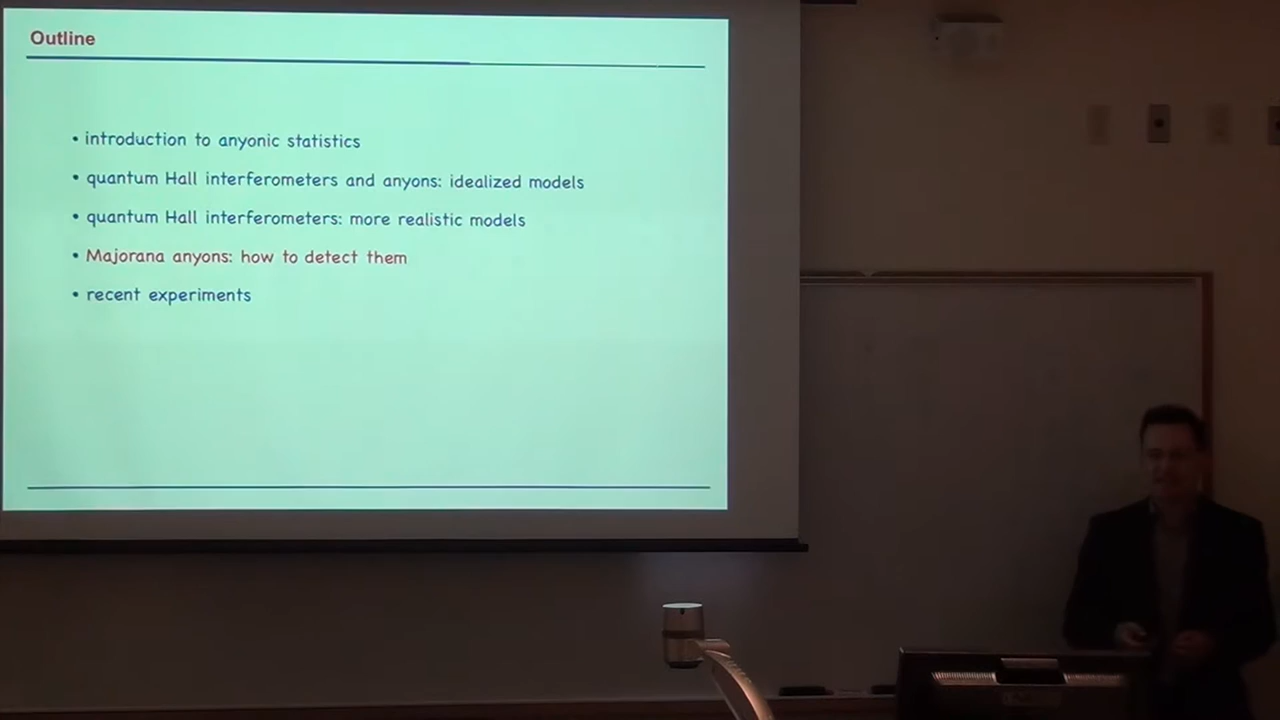 Outline
• introduction to anyonic statistics
• quantum Hall interferometers and anyons: idealized models
• quantum Hall interferometers: more realistic models
• Majorana anyons: how to detect them
• recent experiments